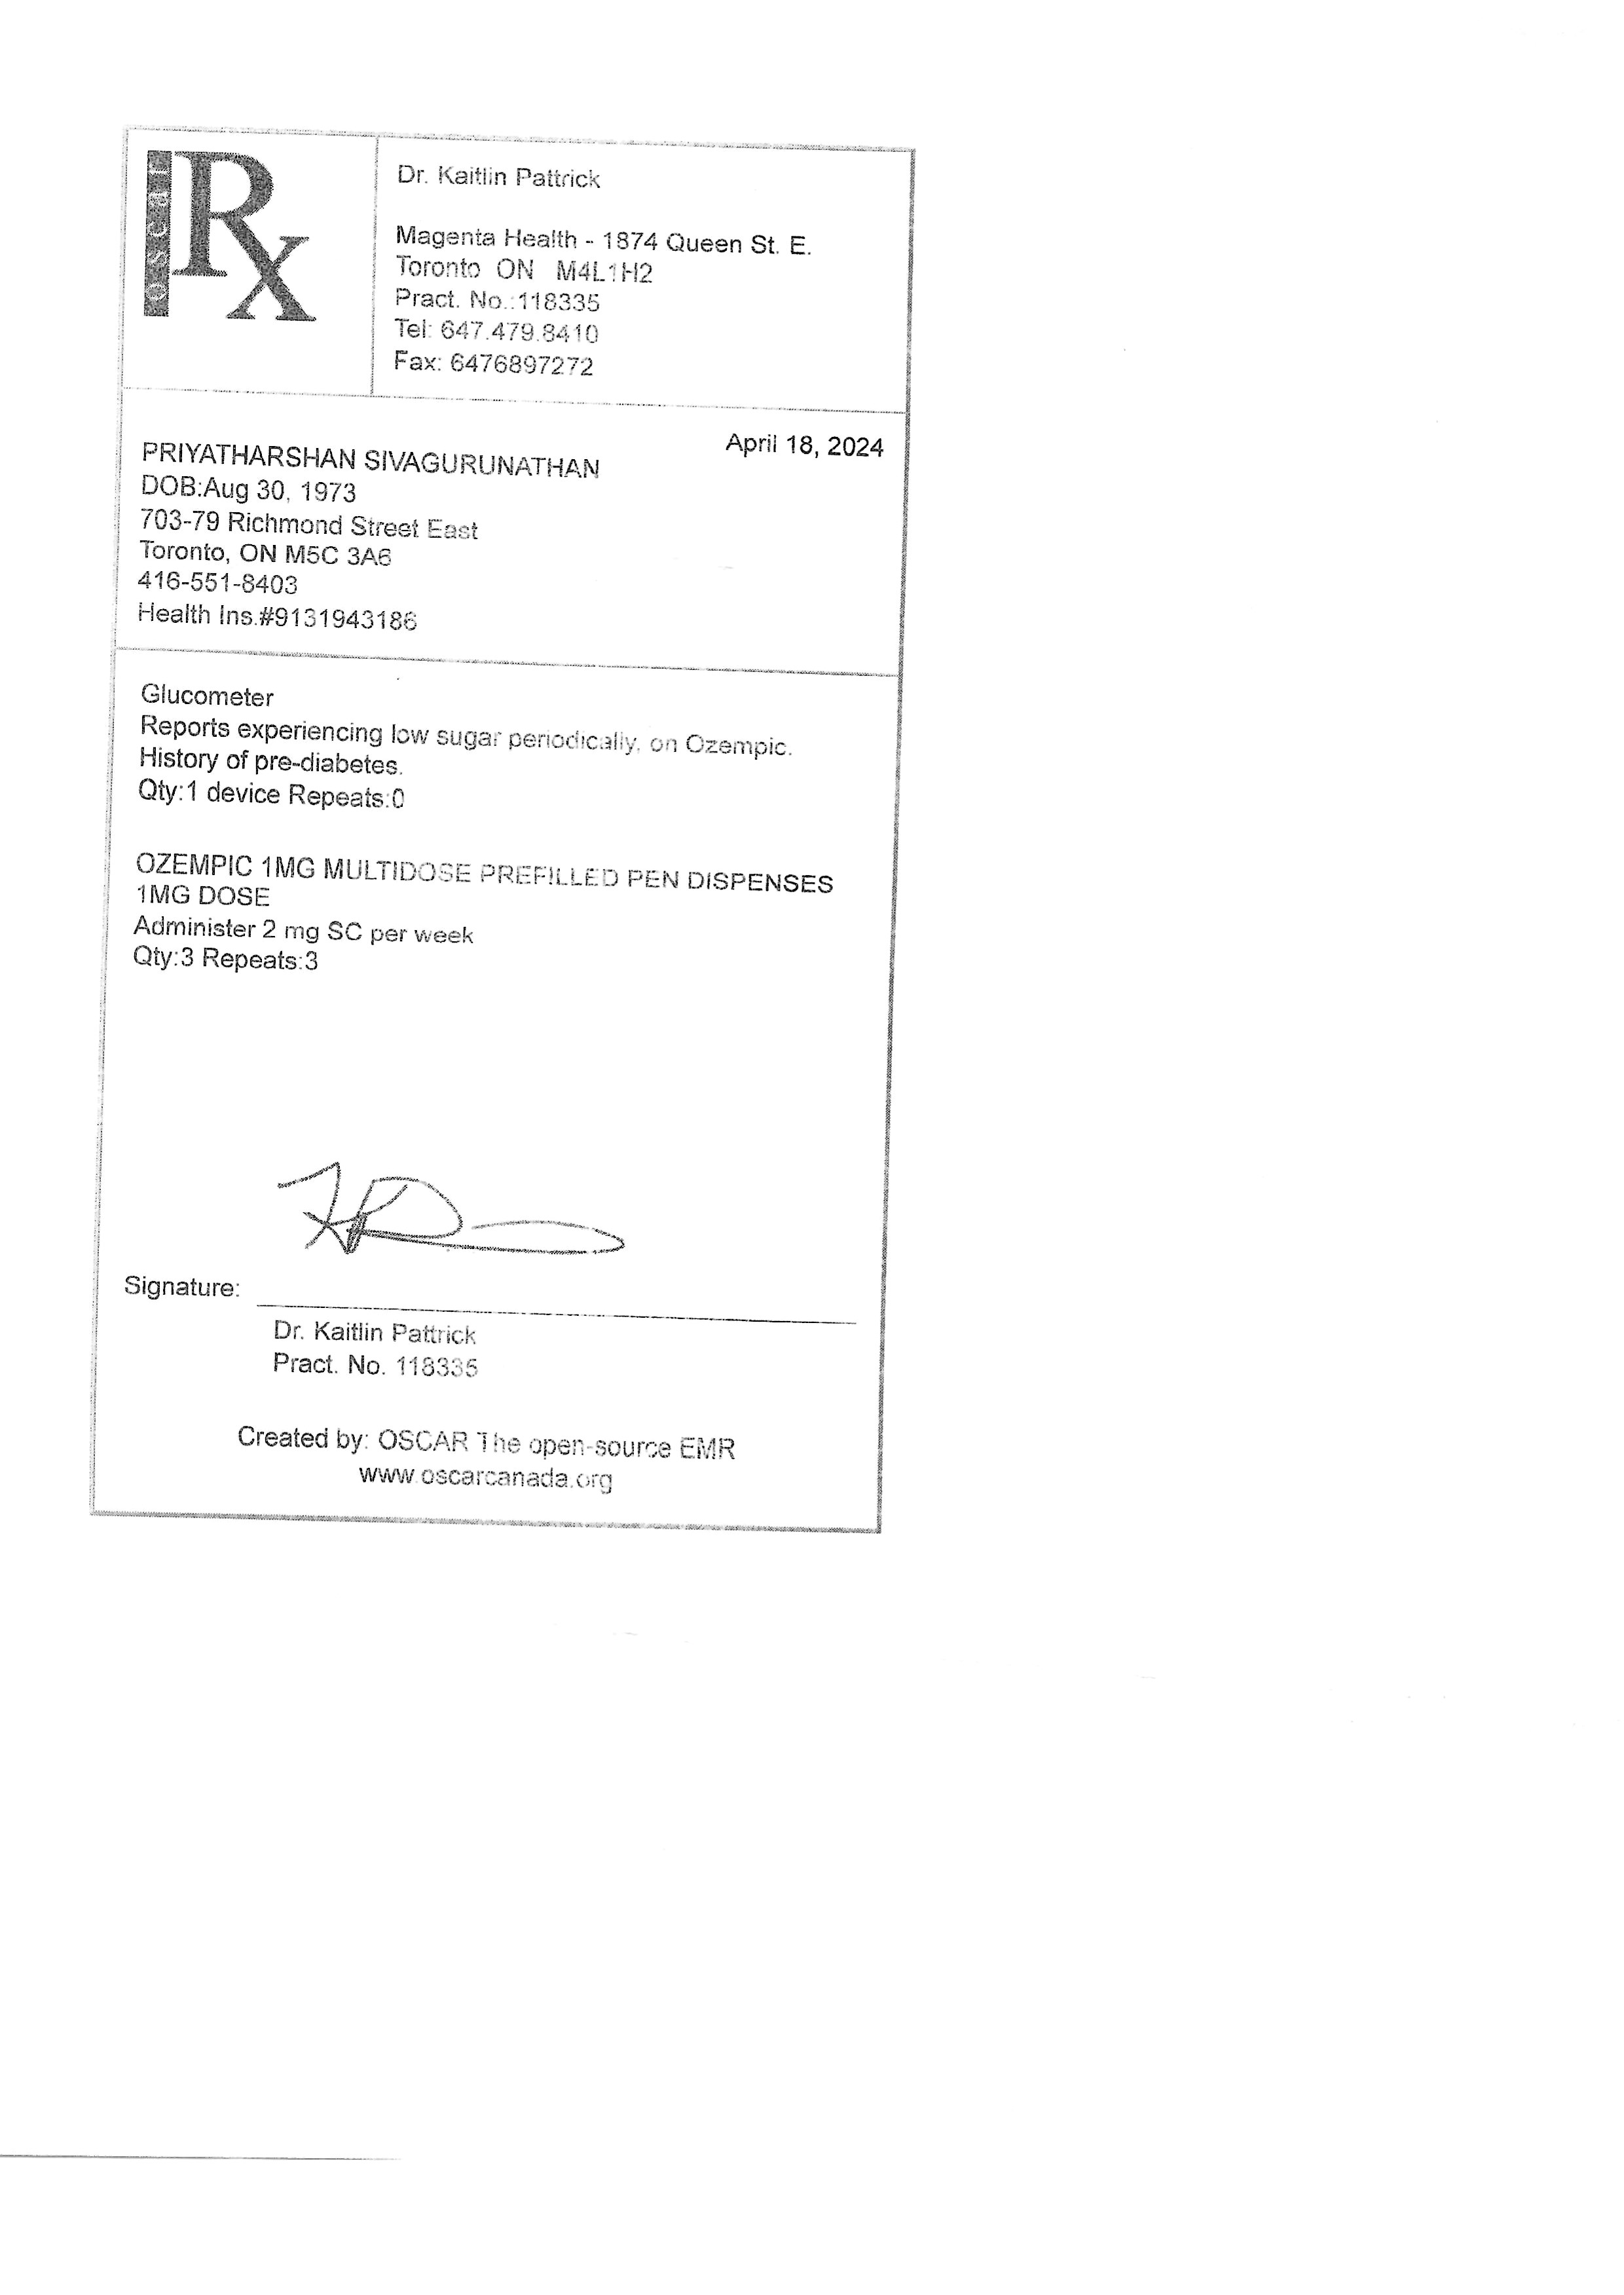 OSCAR
Rx
Dr. Kaitlin Pattrick
Magenta Health - 1874 Queen St. E.
Toronto ON M4L1H2
Pract. No.:118335
Tel: 647.479.8410
Fax: 6476897272
April 18, 2024
PRIYATHARSHAN SIVAGURUNATHAN
DOB:Aug 30, 1973
703-79 Richmond Street East
Toronto, ON M5C 3A6
416-551-8403
Health Ins.#9131943186
Glucometer
Reports experiencing low sugar periodically, on Ozempic.
History of pre-diabetes.
Qty:1 device Repeats:0
OZEMPIC 1MG MULTIDOSE PREFILLED PEN DISPENSES
1MG DOSE
Administer 2 mg SC per week
Qty:3 Repeats:3
Signature:
Dr. Kaitlin Pattrick
Pract. No. 118335
Created by: OSCAR The open-source EMR
www.oscarcanada.org